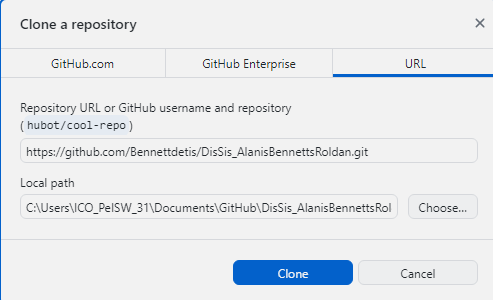 Clone a repository
GitHub.com GitHub Enterprise URL
Repository URL or GitHub username and repository
(hubot/cool-repo)
https://github.com/Bennettdetis/DisSis_AlanisBennettsRoldan.git
Local path
C:\Users\ICO_PeISW_31\Documents\GitHub\DisSis_AlanisBennettsRol Choose...
Clone Cancel